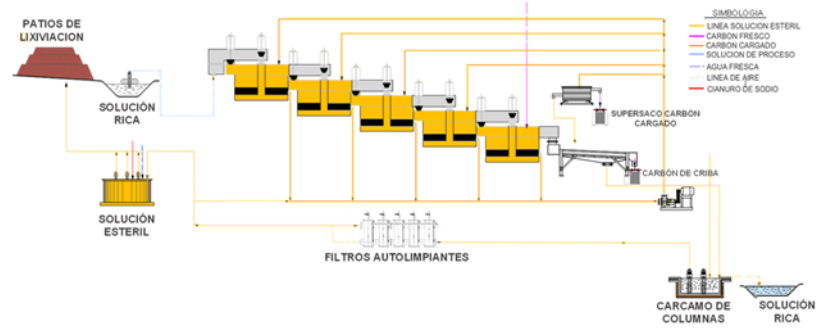 PATIOS DE
LIXIVIACION
SOLUCIÓN
RICA
SIMBOLOGIA
LINEA SOLUCION ESTERIL
CARBON FRESCO
CARBON CARGADO
SOLUCION DE PROCESO
AGUA FRESCA
LINEA DE AIRE
CIANURO DE SODIO
SUPERSACO CARBÓN
CARGADO
CARBÓN DE CRIBA
SOLUCIÓN
ESTERIL
FILTROS AUTOLIMPIANTES
CARCAMO DE
COLUMNAS
SOLUCIÓN
RICA